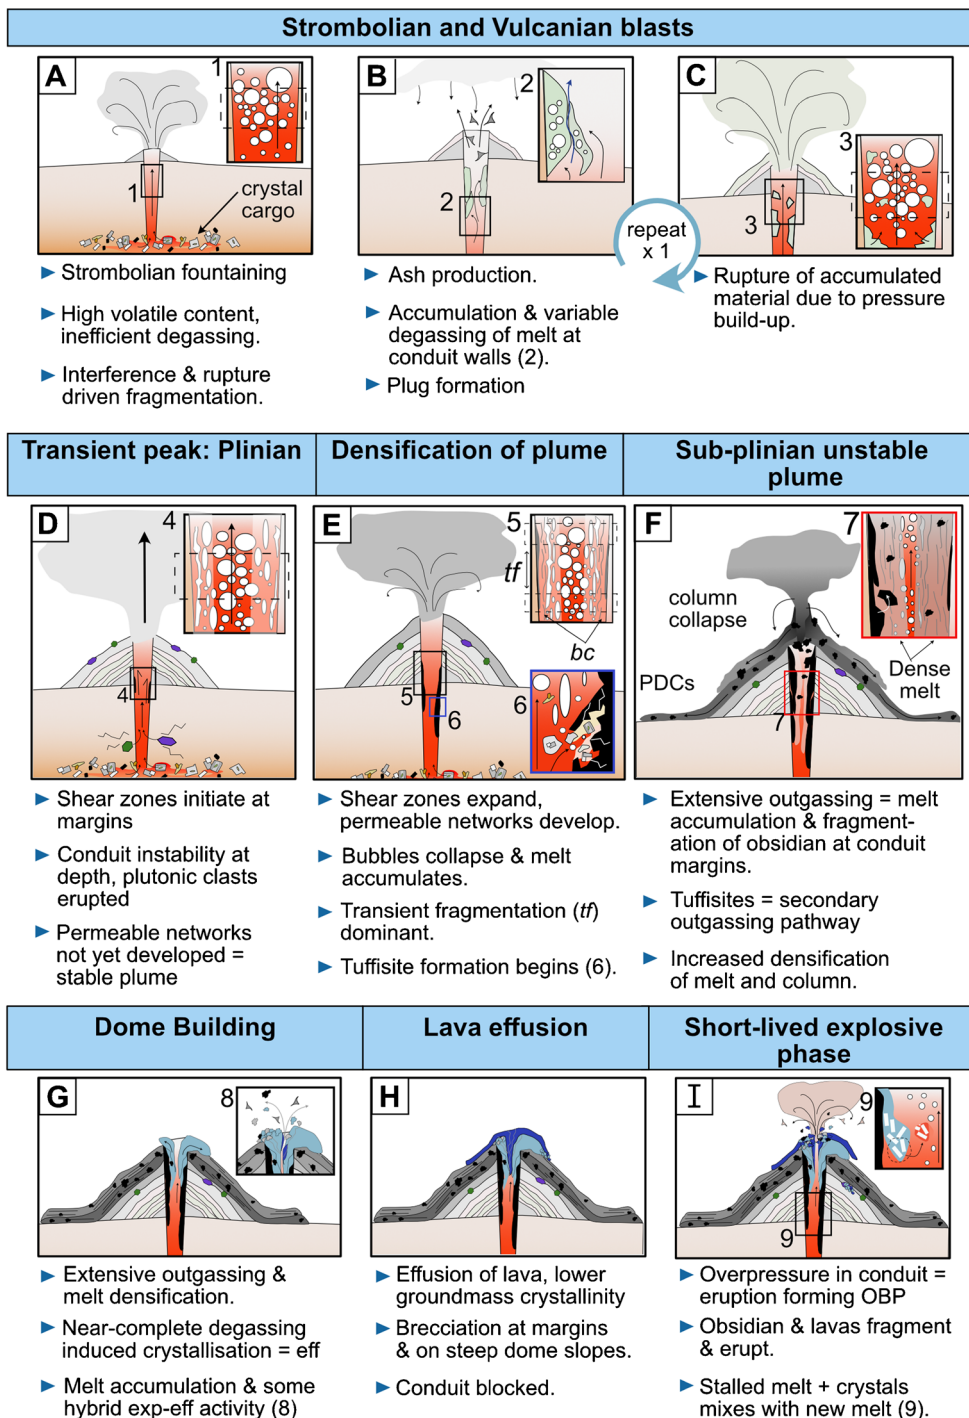 Strombolian and Vulcanian blasts
A
1
1
crystal
cargo
► Strombolian fountaining
► High volatile content,
inefficient degassing.
► Interference & rupture
driven fragmentation.
B
2
2
► Ash production.
► Accumulation & variable
degassing of melt at
conduit walls (2).
► Plug formation
repeat
x 1
C
3
3
► Rupture of accumulated
material due to pressure
build-up.
Transient peak: Plinian
D
4
4
► Shear zones initiate at
margins
► Conduit instability at
depth, plutonic clasts
erupted
► Permeable networks
not yet developed =
stable plume
Densification of plume
E
5
tf
bc
5
6
6
► Shear zones expand,
permeable networks develop.
► Bubbles collapse & melt
accumulates.
► Transient fragmentation (tf)
dominant.
► Tuffisite formation begins (6).
Sub-plinian unstable
plume
F
7
column
collapse
PDCs
Dense
melt
7
► Extensive outgassing = melt
accumulation & fragment-
ation of obsidian at conduit
margins.
► Tuffisites = secondary
outgassing pathway
► Increased densification
of melt and column.
Dome Building
G
8
► Extensive outgassing &
melt densification.
► Near-complete degassing
induced crystallisation = eff
► Melt accumulation & some
hybrid exp-eff activity (8)
Lava effusion
H
► Effusion of lava, lower
groundmass crystallinity
► Brecciation at margins
& on steep dome slopes.
► Conduit blocked.
Short-lived explosive
phase
I
9
9
► Overpressure in conduit =
eruption forming OBP
► Obsidian & lavas fragment
& erupt.
► Stalled melt + crystals
mixes with new melt (9).